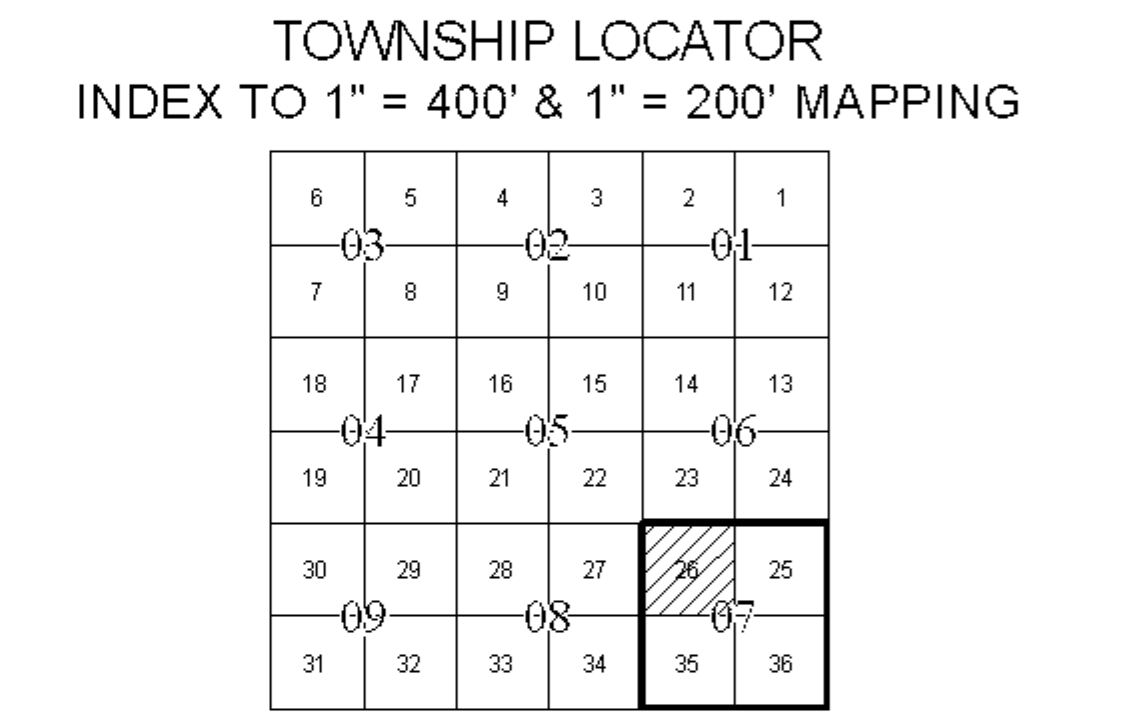 TOWNSHIP LOCATOR
INDEX TO 1" = 400' & 1" = 200' MAPPING
6 5 4 3 2 1
03 02 01
7 8 9 10 11 12
18 17 16 15 14 13
04 05 06
19 20 21 22 23 24
30 29 28 27 26 25
09 08 07
31 32 33 34 35 36